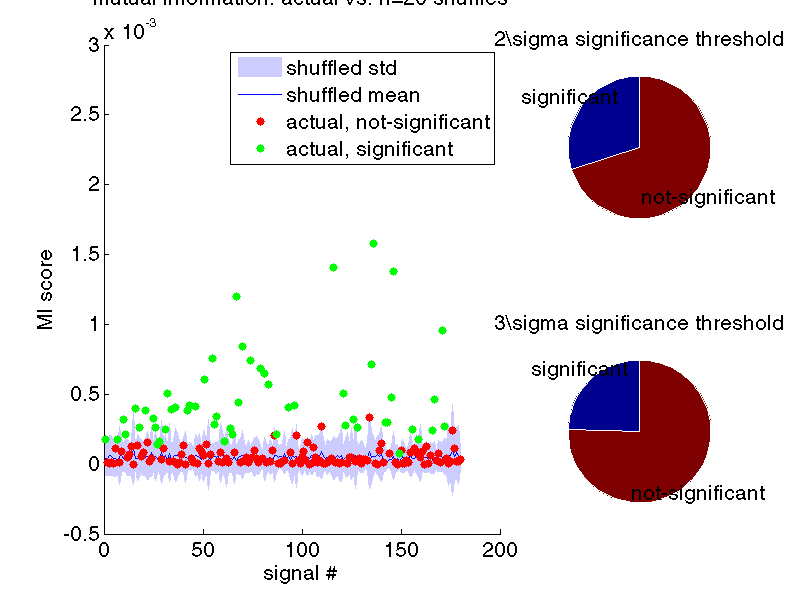 mutual information: actual vs. n=20 shuffles
x 10-3
3
2.5
2
1.5
1
0.5
0
-0.5
MI score
0 50 100 150 200
signal #
shuffled std
shuffled mean
actual, not-significant
actual, significant
2\sigma significance threshold
significant
not-significant
3\sigma significance threshold
significant
not-significant